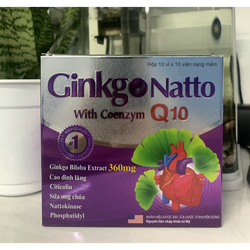 Hộp 10 vỉ x 10 viên nang mềm
Ginkgo Natto
With Coenzym Q10
#1
Ginkgo Biloba Extract 360mg
Cao đinh lăng
Citicolin
Sữa ong chúa
Nattokinase
Phosphatidyl